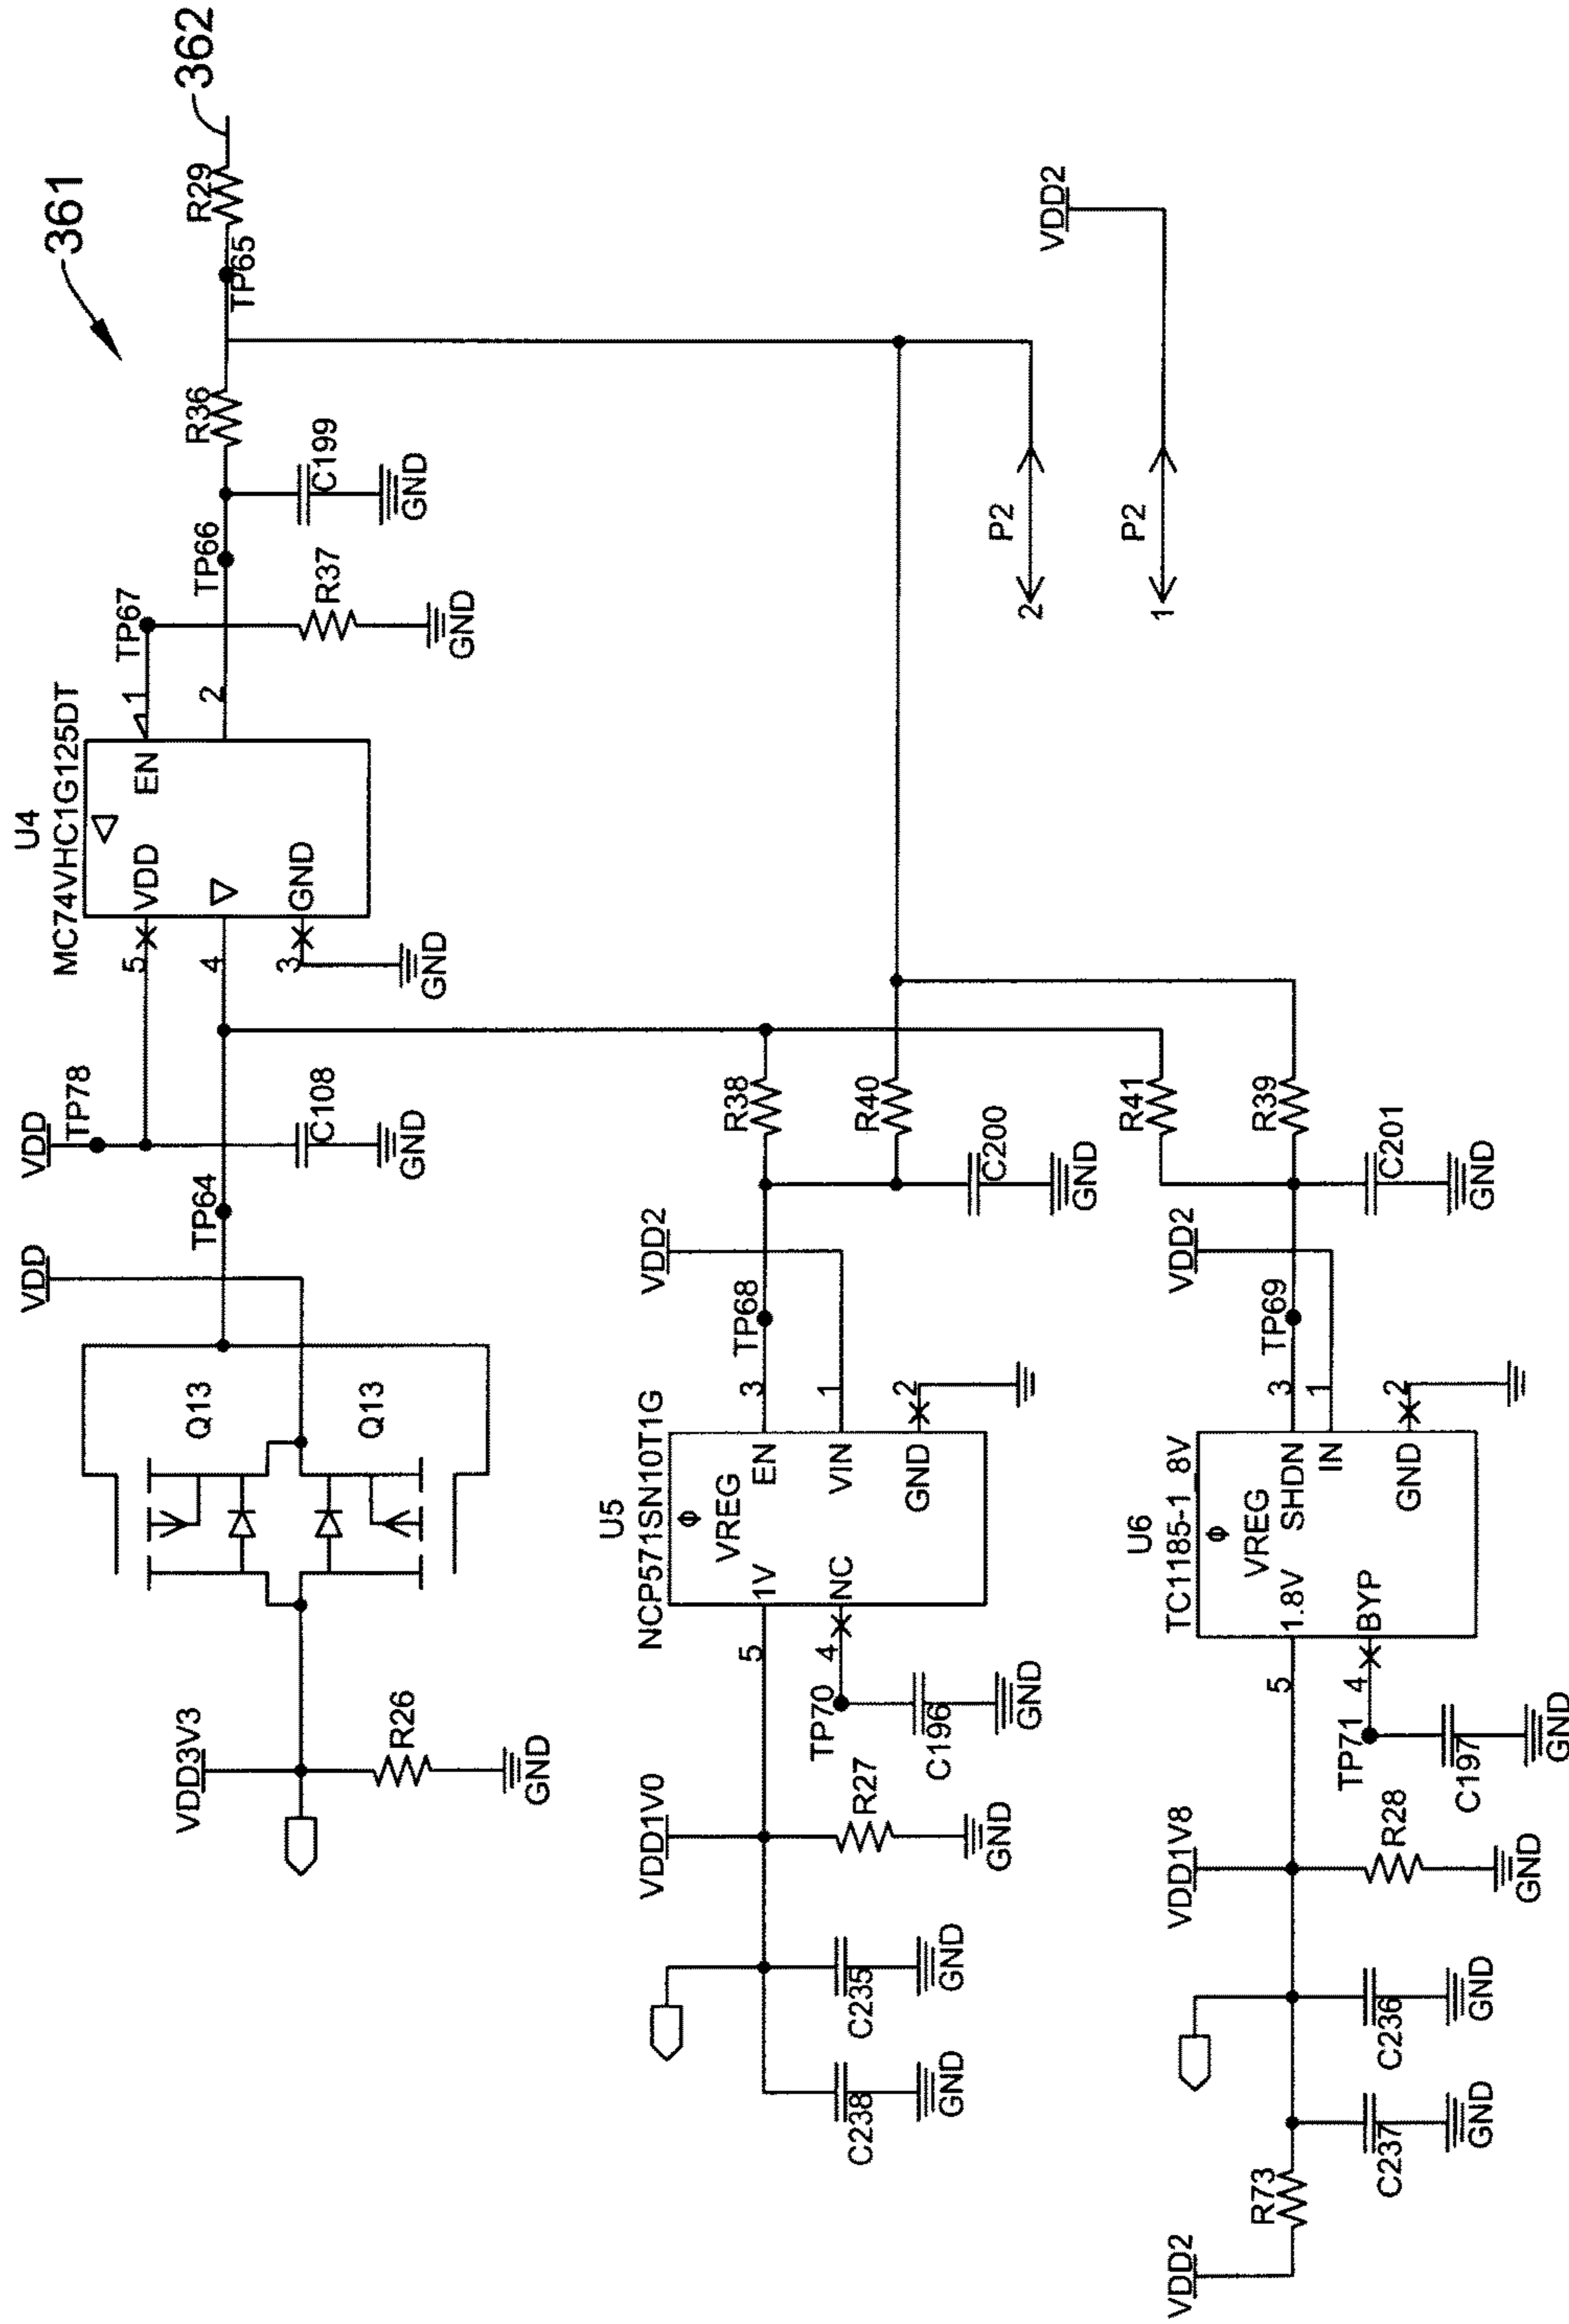 361
362
R29
TP65
R36
C199
GND
TP66
TP67
R37
GND
U4
MC74VHC1G125DT
1
2
EN
VDD
GND
5
4
3
GND
VDD
TP78
C108
GND
TP64
VDD
Q13
Q13
VDD3V3
R26
GND
VDD2
P2
2
P2
1
R38
R40
C200
GND
VDD2
TP68
3
1
2
U5
NCP571SN10T1G
Φ
VREG
EN
VIN
GND
1V
NC
5
4
TP70
C196
GND
VDD1V0
R27
GND
C235
GND
C238
GND
R41
R39
C201
GND
VDD2
TP69
3
1
2
U6
TC1185-1 8V
Φ
VREG
SHDN
IN
GND
1.8V
BYP
5
4
TP71
C197
GND
VDD1V8
R28
GND
C236
GND
C237
GND
R73
VDD2